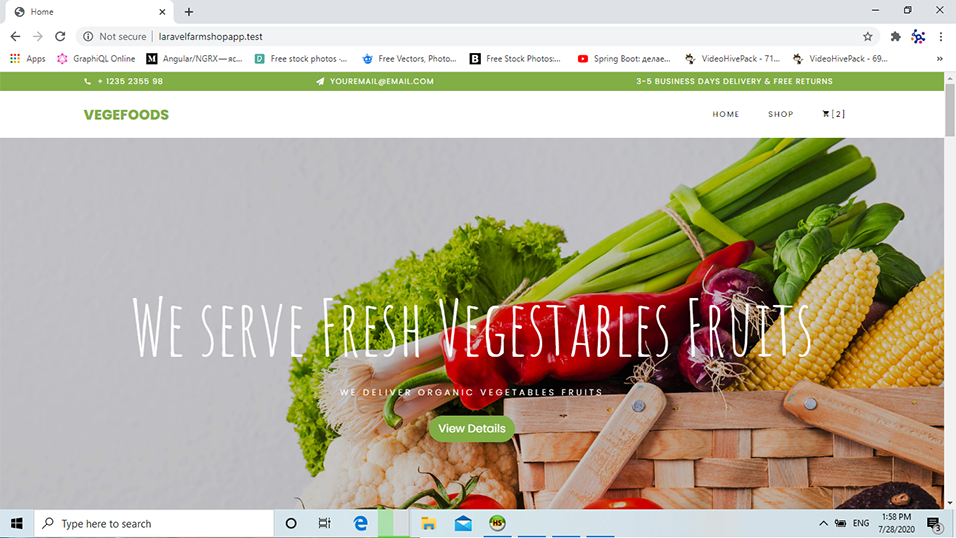 Home
Not secure | laravelfarmshopapp.test
Apps GraphiQL Online Angular/NGRX — яс... Free stock photos -... Free Vectors, Photo... Free Stock Photos:... Spring Boot: делае... VideoHivePack - 71... VideoHivePack - 69... »
+ 1235 2355 98 YOUREMAIL@EMAIL.COM 3-5 BUSINESS DAYS DELIVERY & FREE RETURNS
VEGEFOODS HOME SHOP [2]
We serve Fresh Vegestables Fruits
WE DELIVER ORGANIC VEGETABLES FRUITS
View Details
Type here to search HS ENG 1:58 PM
7/28/2020 3